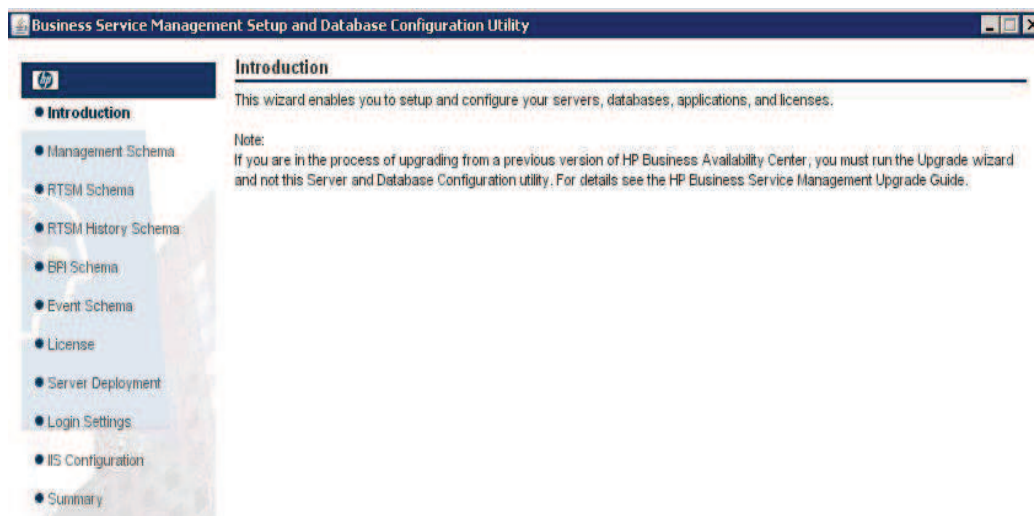 Business Service Management Setup and Database Configuration Utility
hp
Introduction
Management Schema
RTSM Schema
RTSM History Schema
BPI Schema
Event Schema
License
Server Deployment
Login Settings
IIS Configuration
Summary
Introduction
This wizard enables you to setup and configure your servers, databases, applications, and licenses.
Note:
If you are in the process of upgrading from a previous version of HP Business Availability Center, you must run the Upgrade wizard
and not this Server and Database Configuration utility. For details see the HP Business Service Management Upgrade Guide.